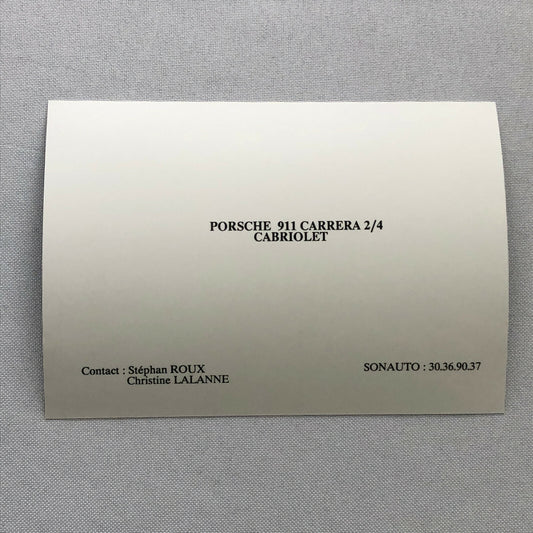 PORSCHE 911 CARRERA 2/4
CABRIOLET
Contact : Stéphan ROUX
Christine LALANNE
SONAUTO : 30.36.90.37